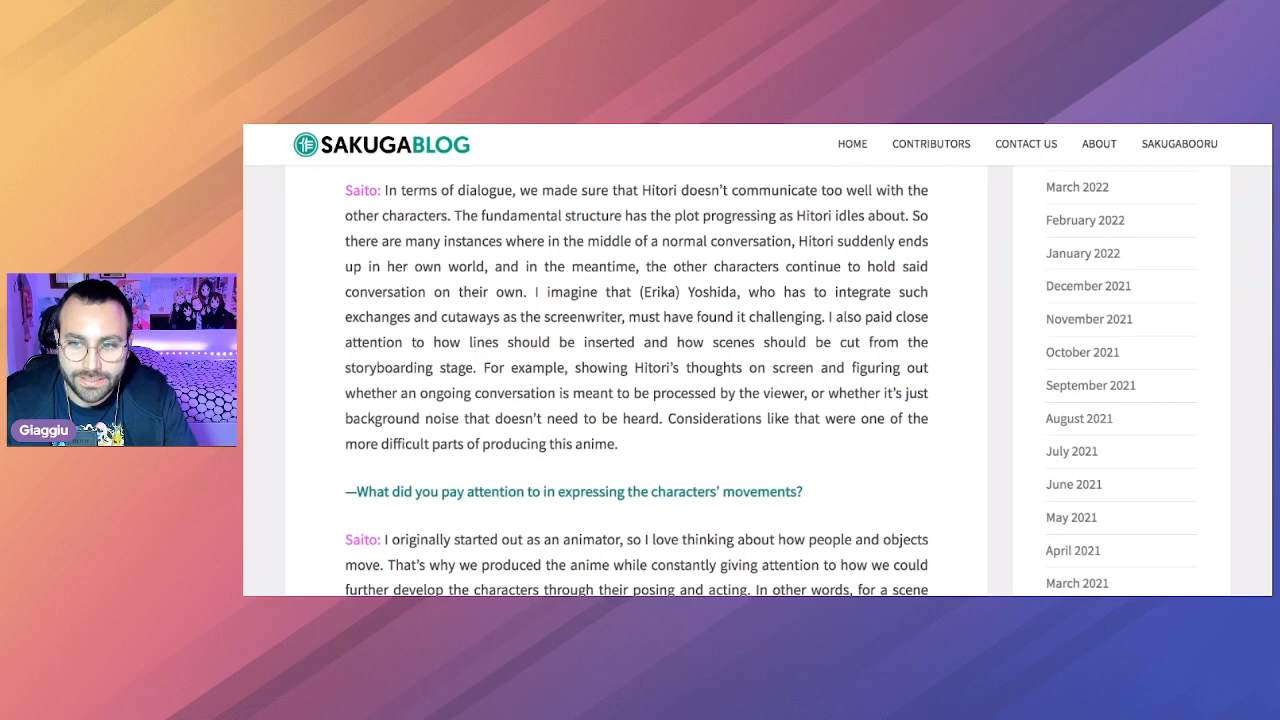 SAKUGABLOG
HOME
CONTRIBUTORS
CONTACT US
ABOUT
SAKUGABOORU
Saito: In terms of dialogue, we made sure that Hitori doesn't communicate too well with the
other characters. The fundamental structure has the plot progressing as Hitori idles about. So
there are many instances where in the middle of a normal conversation, Hitori suddenly ends
up in her own world, and in the meantime, the other characters continue to hold said
conversation on their own. I imagine that (Erika) Yoshida, who has to integrate such
exchanges and cutaways as the screenwriter, must have found it challenging. I also paid close
attention to how lines should be inserted and how scenes should be cut from the
storyboarding stage. For example, showing Hitori's thoughts on screen and figuring out
whether an ongoing conversation is meant to be processed by the viewer, or whether it's just
background noise that doesn't need to be heard. Considerations like that were one of the
more difficult parts of producing this anime.
—What did you pay attention to in expressing the characters' movements?
Saito: I originally started out as an animator, so I love thinking about how people and objects
move. That's why we produced the anime while constantly giving attention to how we could
further develop the characters through their posing and acting. In other words, for a scene
March 2022
February 2022
January 2022
December 2021
November 2021
October 2021
September 2021
August 2021
July 2021
June 2021
May 2021
April 2021
March 2021
Giaggiu